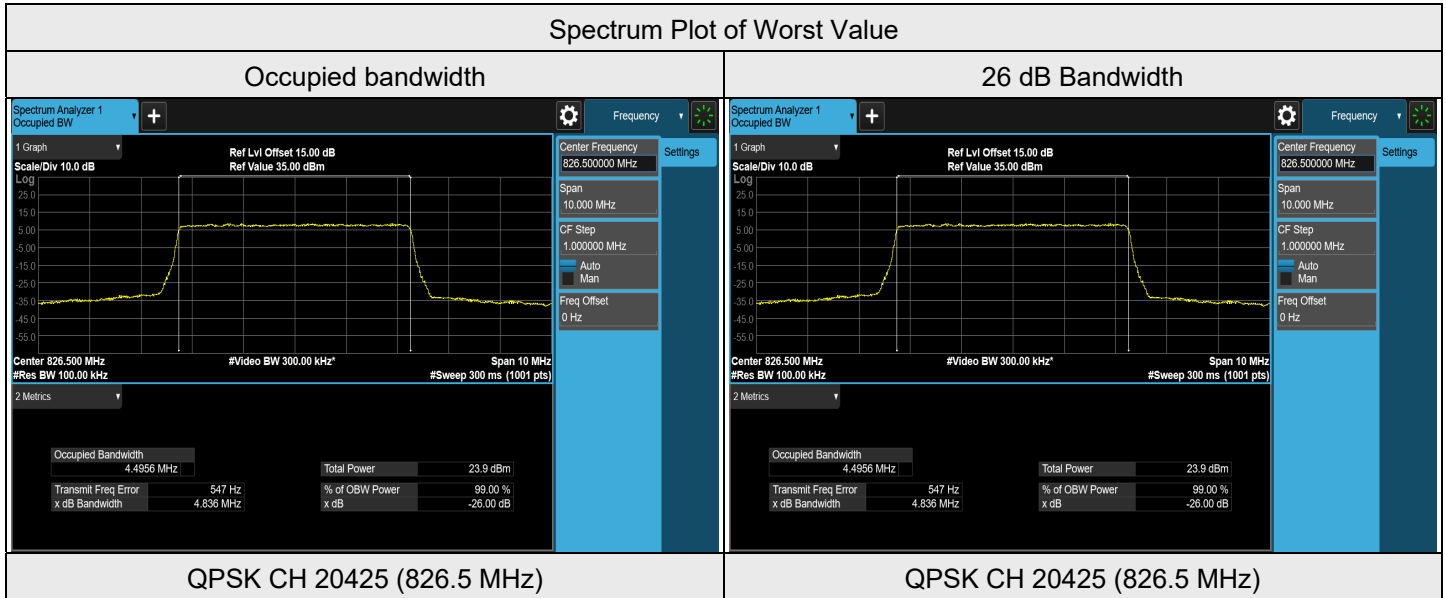 Spectrum Plot of Worst Value
Occupied bandwidth
26 dB Bandwidth
Spectrum Analyzer 1
Occupied BW
+
Frequency
1 Graph
Scale/Div 10.0 dB
Ref Lvl Offset 15.00 dB
Ref Value 35.00 dBm
Log
25.0
15.0
5.00
-5.00
-15.0
-25.0
-35.0
-45.0
-55.0
Center 826.500 MHz
#Video BW 300.00 kHz*
Span 10 MHz
#Res BW 100.00 kHz
#Sweep 300 ms (1001 pts)
Center Frequency
826.500000 MHz
Settings
Span
10.000 MHz
CF Step
1.000000 MHz
Auto
Man
Freq Offset
0 Hz
2 Metrics
Occupied Bandwidth
4.4956 MHz
Total Power 23.9 dBm
Transmit Freq Error 547 Hz
% of OBW Power 99.00 %
x dB Bandwidth 4.836 MHz
x dB -26.00 dB
Spectrum Analyzer 1
Occupied BW
+
Frequency
1 Graph
Scale/Div 10.0 dB
Ref Lvl Offset 15.00 dB
Ref Value 35.00 dBm
Log
25.0
15.0
5.00
-5.00
-15.0
-25.0
-35.0
-45.0
-55.0
Center 826.500 MHz
#Video BW 300.00 kHz*
Span 10 MHz
#Res BW 100.00 kHz
#Sweep 300 ms (1001 pts)
Center Frequency
826.500000 MHz
Settings
Span
10.000 MHz
CF Step
1.000000 MHz
Auto
Man
Freq Offset
0 Hz
2 Metrics
Occupied Bandwidth
4.4956 MHz
Total Power 23.9 dBm
Transmit Freq Error 547 Hz
% of OBW Power 99.00 %
x dB Bandwidth 4.836 MHz
x dB -26.00 dB
QPSK CH 20425 (826.5 MHz)
QPSK CH 20425 (826.5 MHz)